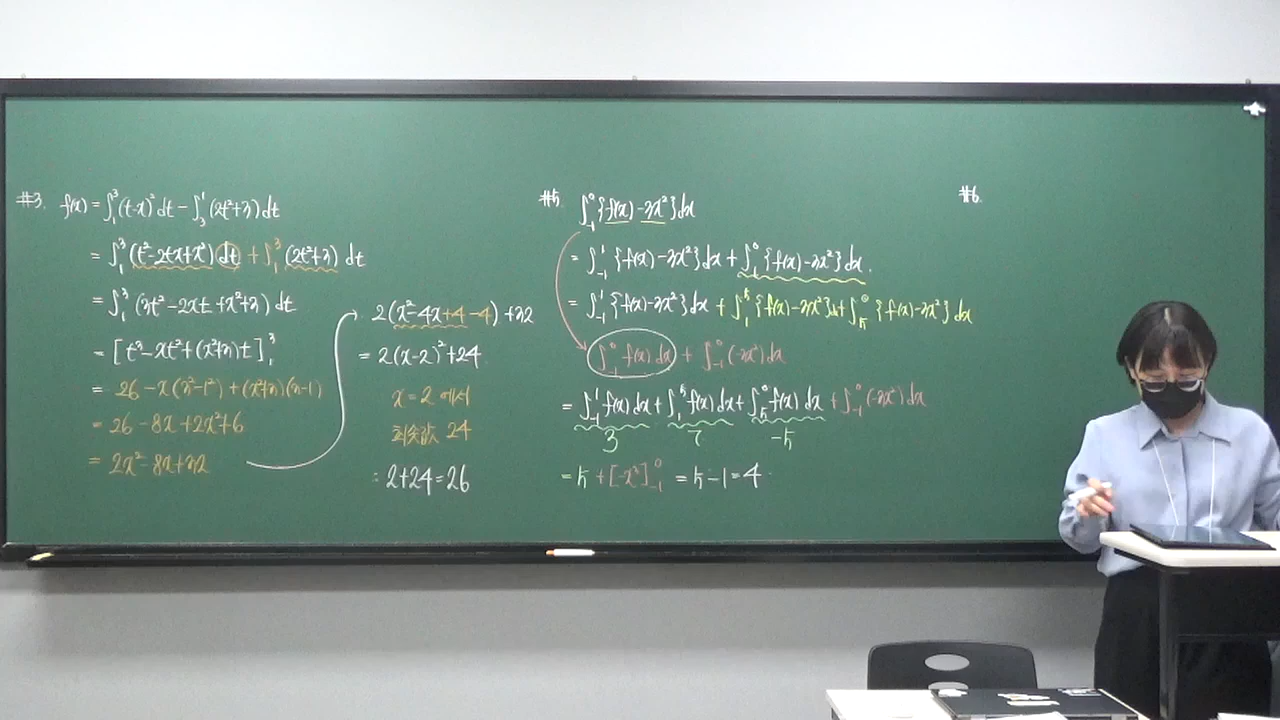 #3. f(x) = ∫₁³ (t-x)² dt - ∫₃¹ (2t²+3) dt
= ∫₁³ (t²-2tx+x²) dt + ∫₁³ (2t²+3) dt
= ∫₁³ (3t²-2xt+x²+3) dt
= [t³-xt²+(x²+3)t]₁³
= 26-x(3²-1²)+(x²+3)(3-1)
= 26-8x+2x²+6
= 2x²-8x+32
2(x²-4x+4-4)+32
= 2(x-2)²+24
x=2 에서
최솟값 24
∴ 2+24=26
#5. ∫₋₁⁰ {f(x)-3x²} dx
= ∫₋₁¹ {f(x)-3x²} dx + ∫₁⁰ {f(x)-3x²} dx.
= ∫₋₁¹ {f(x)-3x²} dx + ∫₁⁵ {f(x)-3x²} dx + ∫₅⁰ {f(x)-3x²} dx
∫₋₁⁰ f(x) dx + ∫₋₁⁰ (-3x²) dx
= ∫₋₁¹ f(x) dx + ∫₁⁵ f(x) dx + ∫₅⁰ f(x) dx + ∫₋₁⁰ (-3x²) dx
3 7 -5
= 5 + [-x³]₋₁⁰ = 5-1=4
#6.